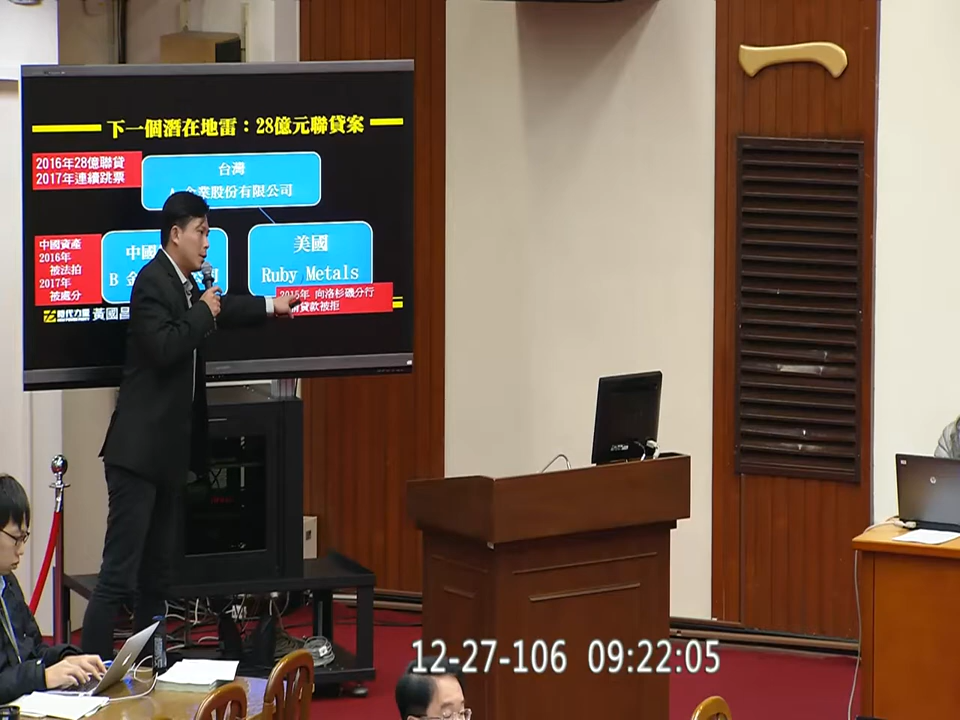 下一個潛在地雷：28億元聯貸案
2016年28億聯貸
2017年連續跳票
台灣
A 企業股份有限公司
中國資產
2016年
被法拍
2017年
被處分
中國
B 金
美國
Ruby Metals
2015年 向洛杉磯分行
貸款被拒
時代力量 黃國昌
12-27-106 09:22:05